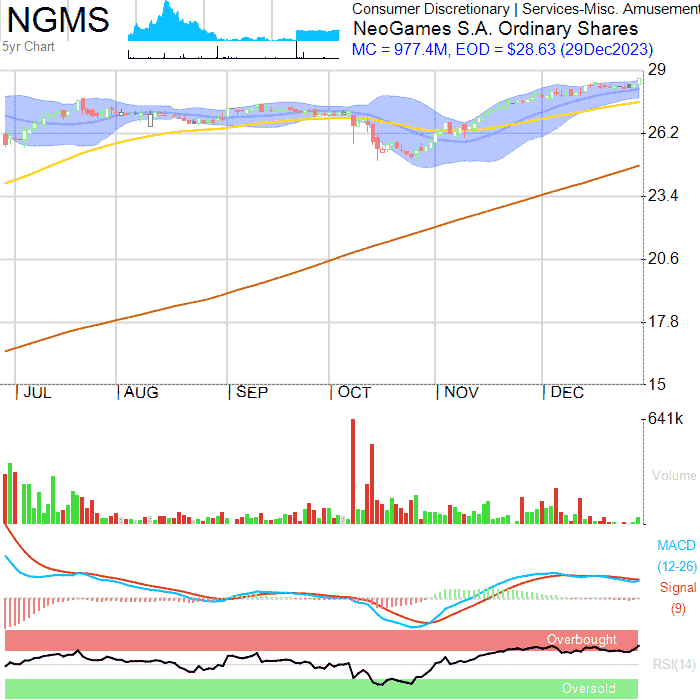 NGMS
5yr Chart
Consumer Discretionary | Services-Misc. Amusement
NeoGames S.A. Ordinary Shares
MC = 977.4M, EOD = $28.63 (29Dec2023)
29
26.2
23.4
20.6
17.8
15
JUL
AUG
SEP
OCT
NOV
DEC
641k
Volume
MACD
(12-26)
Signal
(9)
Overbought
RSI(14)
Oversold